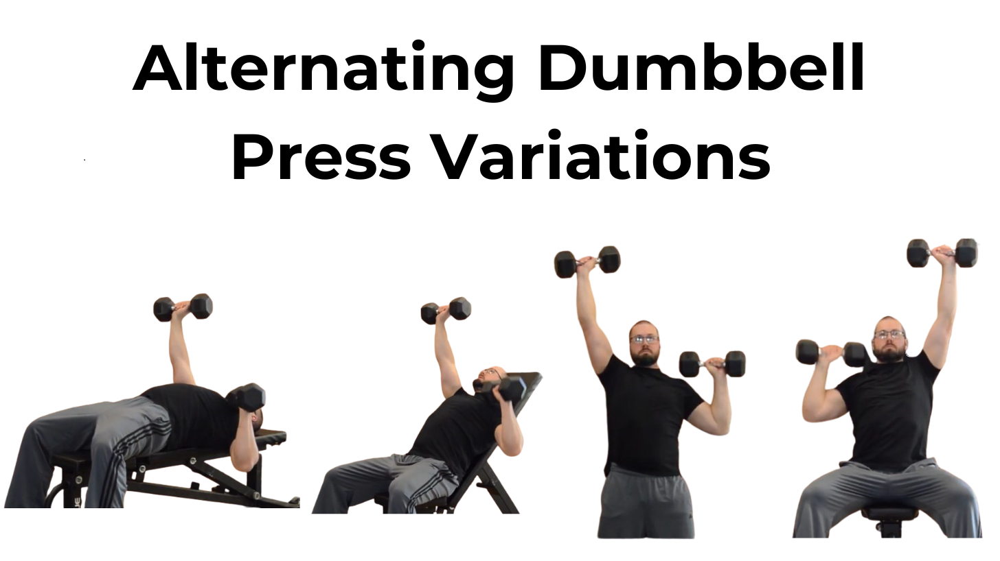 Alternating Dumbbell
Press Variations